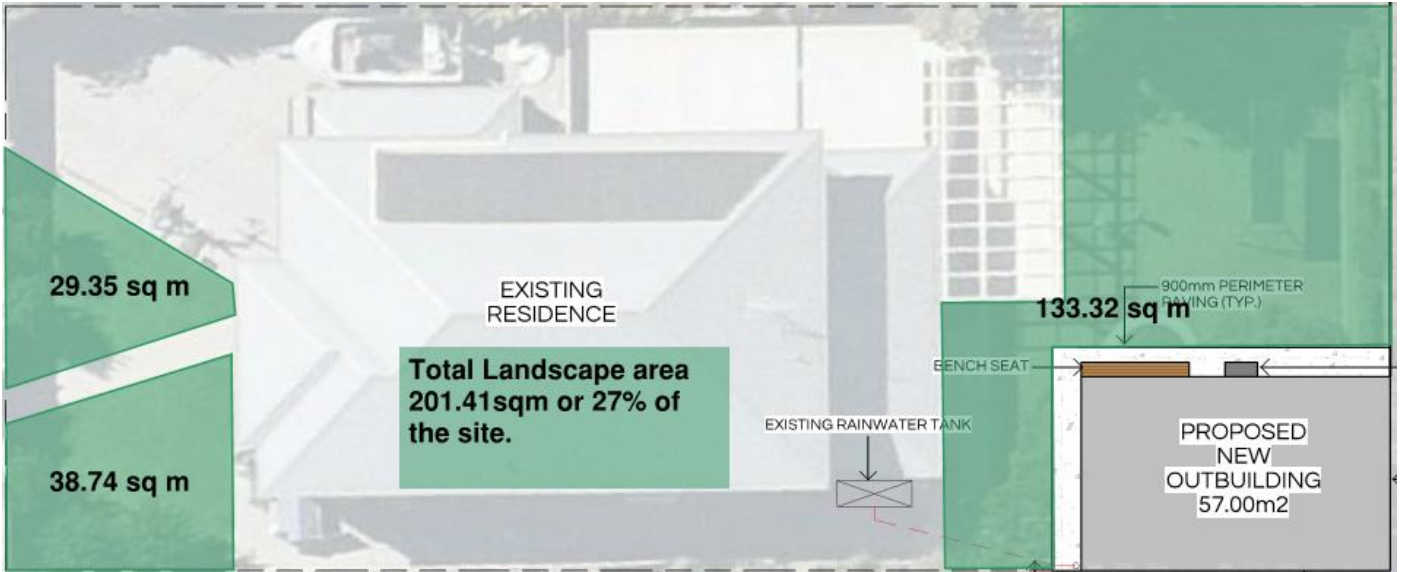 29.35 sq m
38.74 sq m
EXISTING
RESIDENCE
Total Landscape area
201.41sqm or 27% of
the site.
900mm PERIMETER
PAVING (TYP.)
133.32 sq m
BENCH SEAT
EXISTING RAINWATER TANK
PROPOSED
NEW
OUTBUILDING
57.00m2